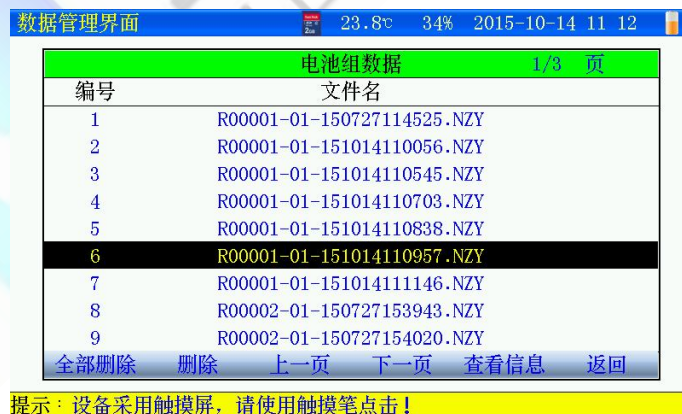 数据管理界面 23.8℃ 34% 2015-10-14 11 12
电池组数据 1/3 页
编号 文件名
1 R00001-01-150727114525.NZY
2 R00001-01-151014110056.NZY
3 R00001-01-151014110545.NZY
4 R00001-01-151014110703.NZY
5 R00001-01-151014110838.NZY
6 R00001-01-151014110957.NZY
7 R00001-01-151014111146.NZY
8 R00002-01-150727153943.NZY
9 R00002-01-150727154020.NZY
全部删除 删除 上一页 下一页 查看信息 返回
提示：设备采用触摸屏，请使用触摸笔点击！